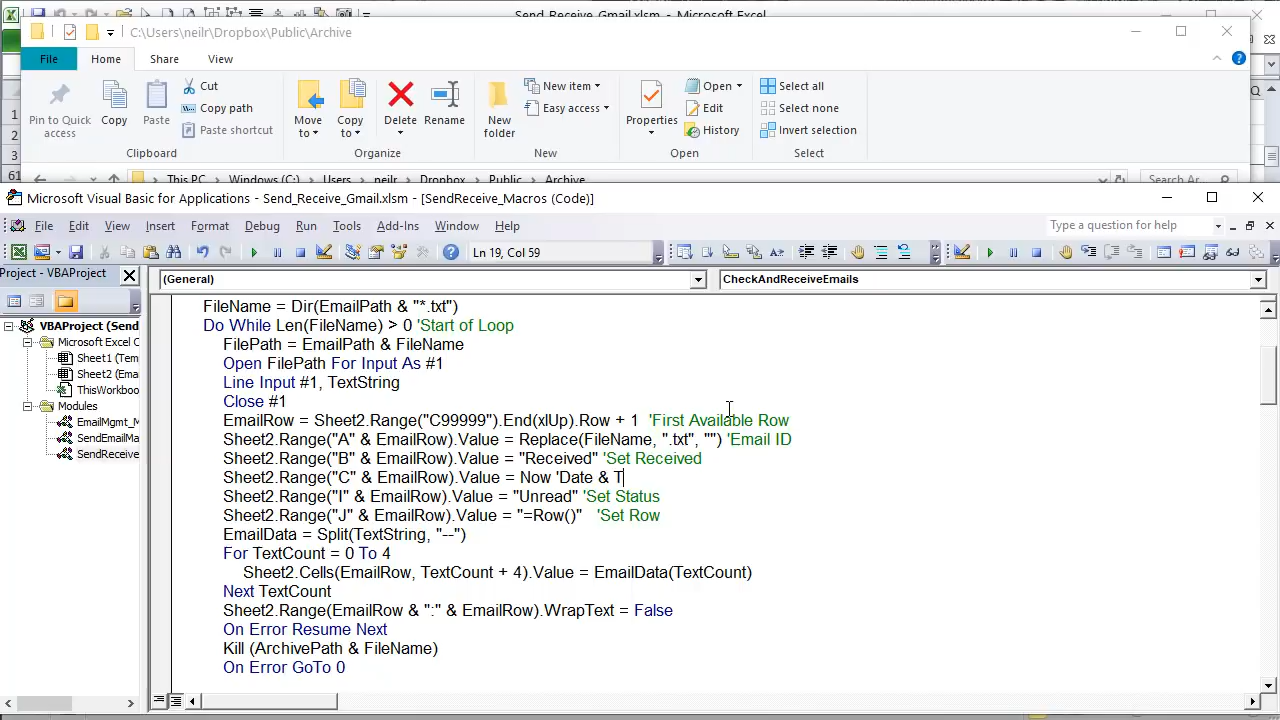 Send_Receive_Gmail.xlsm - Microsoft Excel
C:\Users\neilr\Dropbox\Public\Archive
File Home Share View
Pin to Quick access
Copy
Paste
Cut
Copy path
Paste shortcut
Move to
Copy to
Delete
Rename
New folder
New item
Easy access
Properties
Open
Edit
History
Select all
Select none
Invert selection
Clipboard Organize New Open Select
This PC Windows (C:) Users neilr Dropbox Public Archive Search Ar
1
2
3
61
Microsoft Visual Basic for Applications - Send_Receive_Gmail.xlsm - [SendReceive_Macros (Code)]
File Edit View Insert Format Debug Run Tools Add-Ins Window Help Type a question for help
Ln 19, Col 59
Project - VBAProject
(General) CheckAndReceiveEmails
VBAProject (Send
Microsoft Excel C
Sheet1 (Tem
Sheet2 (Ema
ThisWorkboo
Modules
EmailMgmt_M
SendEmailMa
SendReceive
FileName = Dir(EmailPath & "*.txt")
Do While Len(FileName) > 0 'Start of Loop
FilePath = EmailPath & FileName
Open FilePath For Input As #1
Line Input #1, TextString
Close #1
EmailRow = Sheet2.Range("C99999").End(xlUp).Row + 1 'First Available Row
Sheet2.Range("A" & EmailRow).Value = Replace(FileName, ".txt", "") 'Email ID
Sheet2.Range("B" & EmailRow).Value = "Received" 'Set Received
Sheet2.Range("C" & EmailRow).Value = Now 'Date & T
Sheet2.Range("I" & EmailRow).Value = "Unread" 'Set Status
Sheet2.Range("J" & EmailRow).Value = "=Row()" 'Set Row
EmailData = Split(TextString, "--")
For TextCount = 0 To 4
Sheet2.Cells(EmailRow, TextCount + 4).Value = EmailData(TextCount)
Next TextCount
Sheet2.Range(EmailRow & ":" & EmailRow).WrapText = False
On Error Resume Next
Kill (ArchivePath & FileName)
On Error GoTo 0